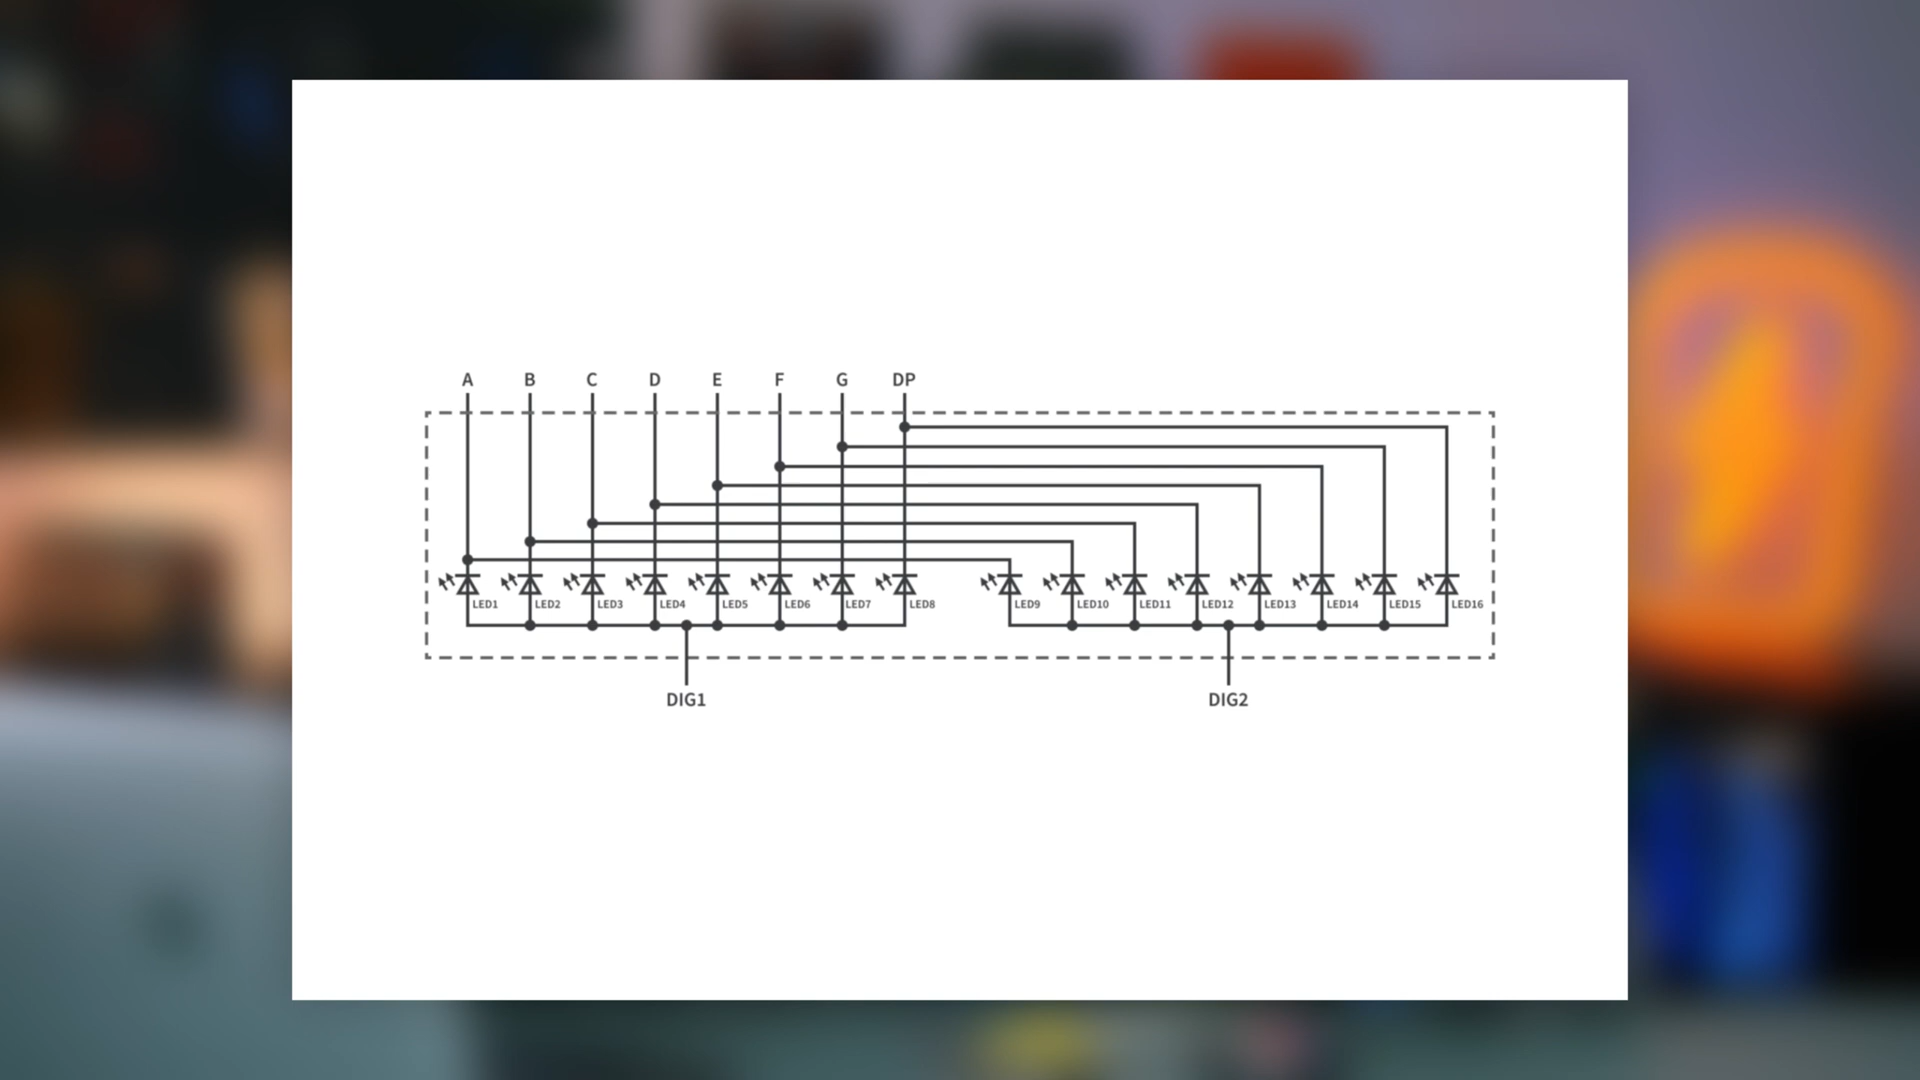 A B C D E F G DP
LED1 LED2 LED3 LED4 LED5 LED6 LED7 LED8 LED9 LED10 LED11 LED12 LED13 LED14 LED15 LED16
DIG1 DIG2